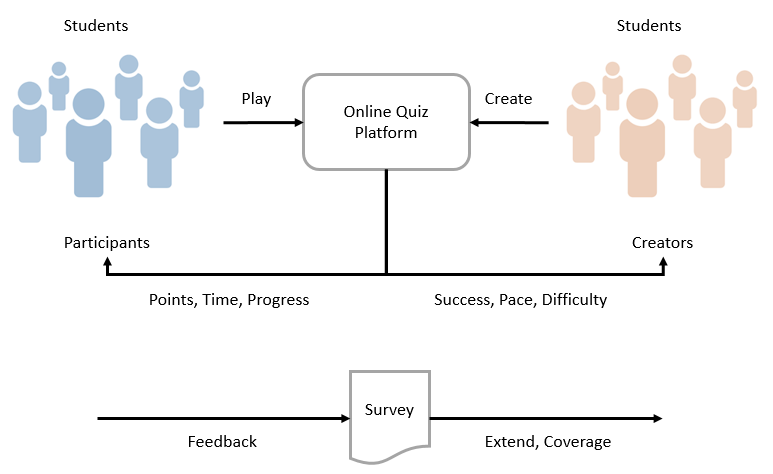 Students
Students
Play
Online Quiz
Platform
Create
Participants
Creators
Points, Time, Progress
Success, Pace, Difficulty
Survey
Feedback
Extend, Coverage